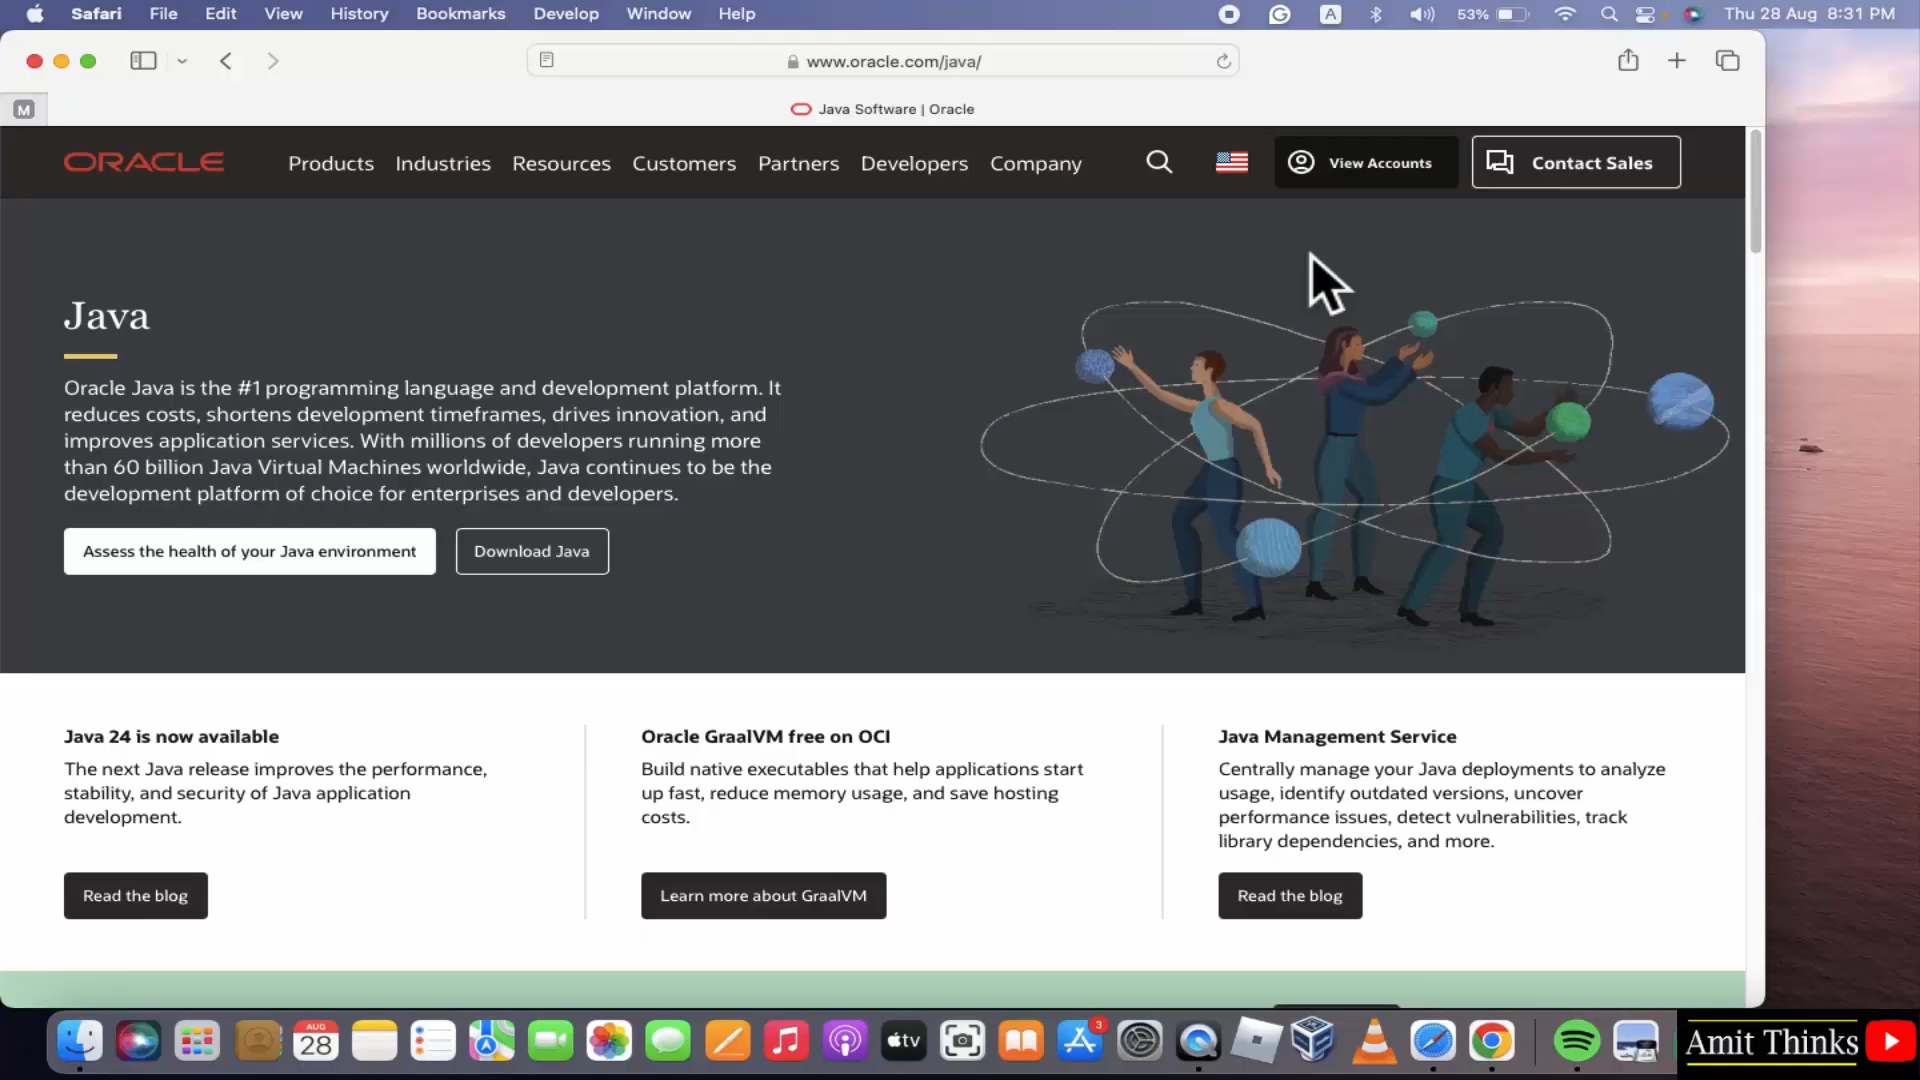 Safari File Edit View History Bookmarks Develop Window Help
A 53% Thu 28 Aug 8:31 PM
www.oracle.com/java/
M
Java Software | Oracle
ORACLE Products Industries Resources Customers Partners Developers Company View Accounts Contact Sales
Java
Oracle Java is the #1 programming language and development platform. It
reduces costs, shortens development timeframes, drives innovation, and
improves application services. With millions of developers running more
than 60 billion Java Virtual Machines worldwide, Java continues to be the
development platform of choice for enterprises and developers.
Assess the health of your Java environment
Download Java
Java 24 is now available
The next Java release improves the performance,
stability, and security of Java application
development.
Read the blog
Oracle GraalVM free on OCI
Build native executables that help applications start
up fast, reduce memory usage, and save hosting
costs.
Learn more about GraalVM
Java Management Service
Centrally manage your Java deployments to analyze
usage, identify outdated versions, uncover
performance issues, detect vulnerabilities, track
library dependencies, and more.
Read the blog
AUG
28
tv
3
Amit Thinks